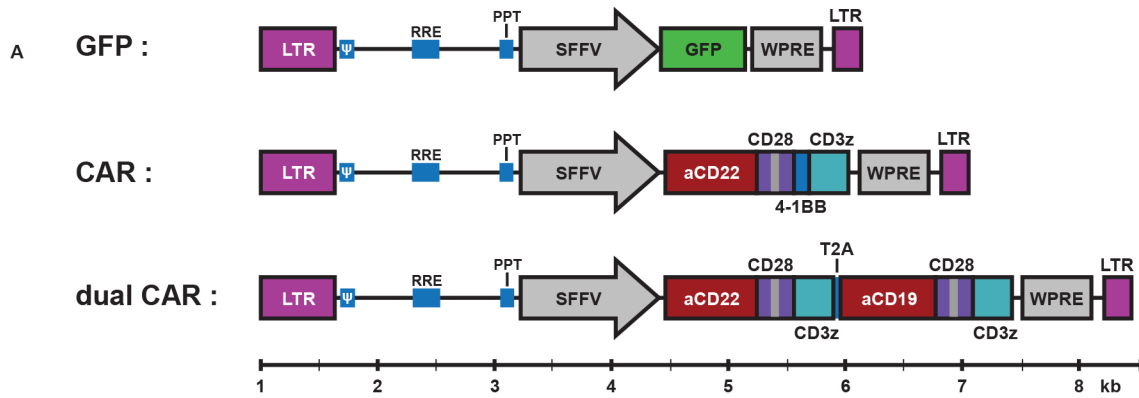 A
GFP :
LTR
Ψ
RRE
PPT
SFFV
GFP
WPRE
LTR
CAR :
LTR
Ψ
RRE
PPT
SFFV
aCD22
CD28
4-1BB
CD3z
WPRE
LTR
dual CAR :
LTR
Ψ
RRE
PPT
SFFV
aCD22
CD28
CD3z
T2A
aCD19
CD28
CD3z
WPRE
LTR
1 2 3 4 5 6 7 8 kb